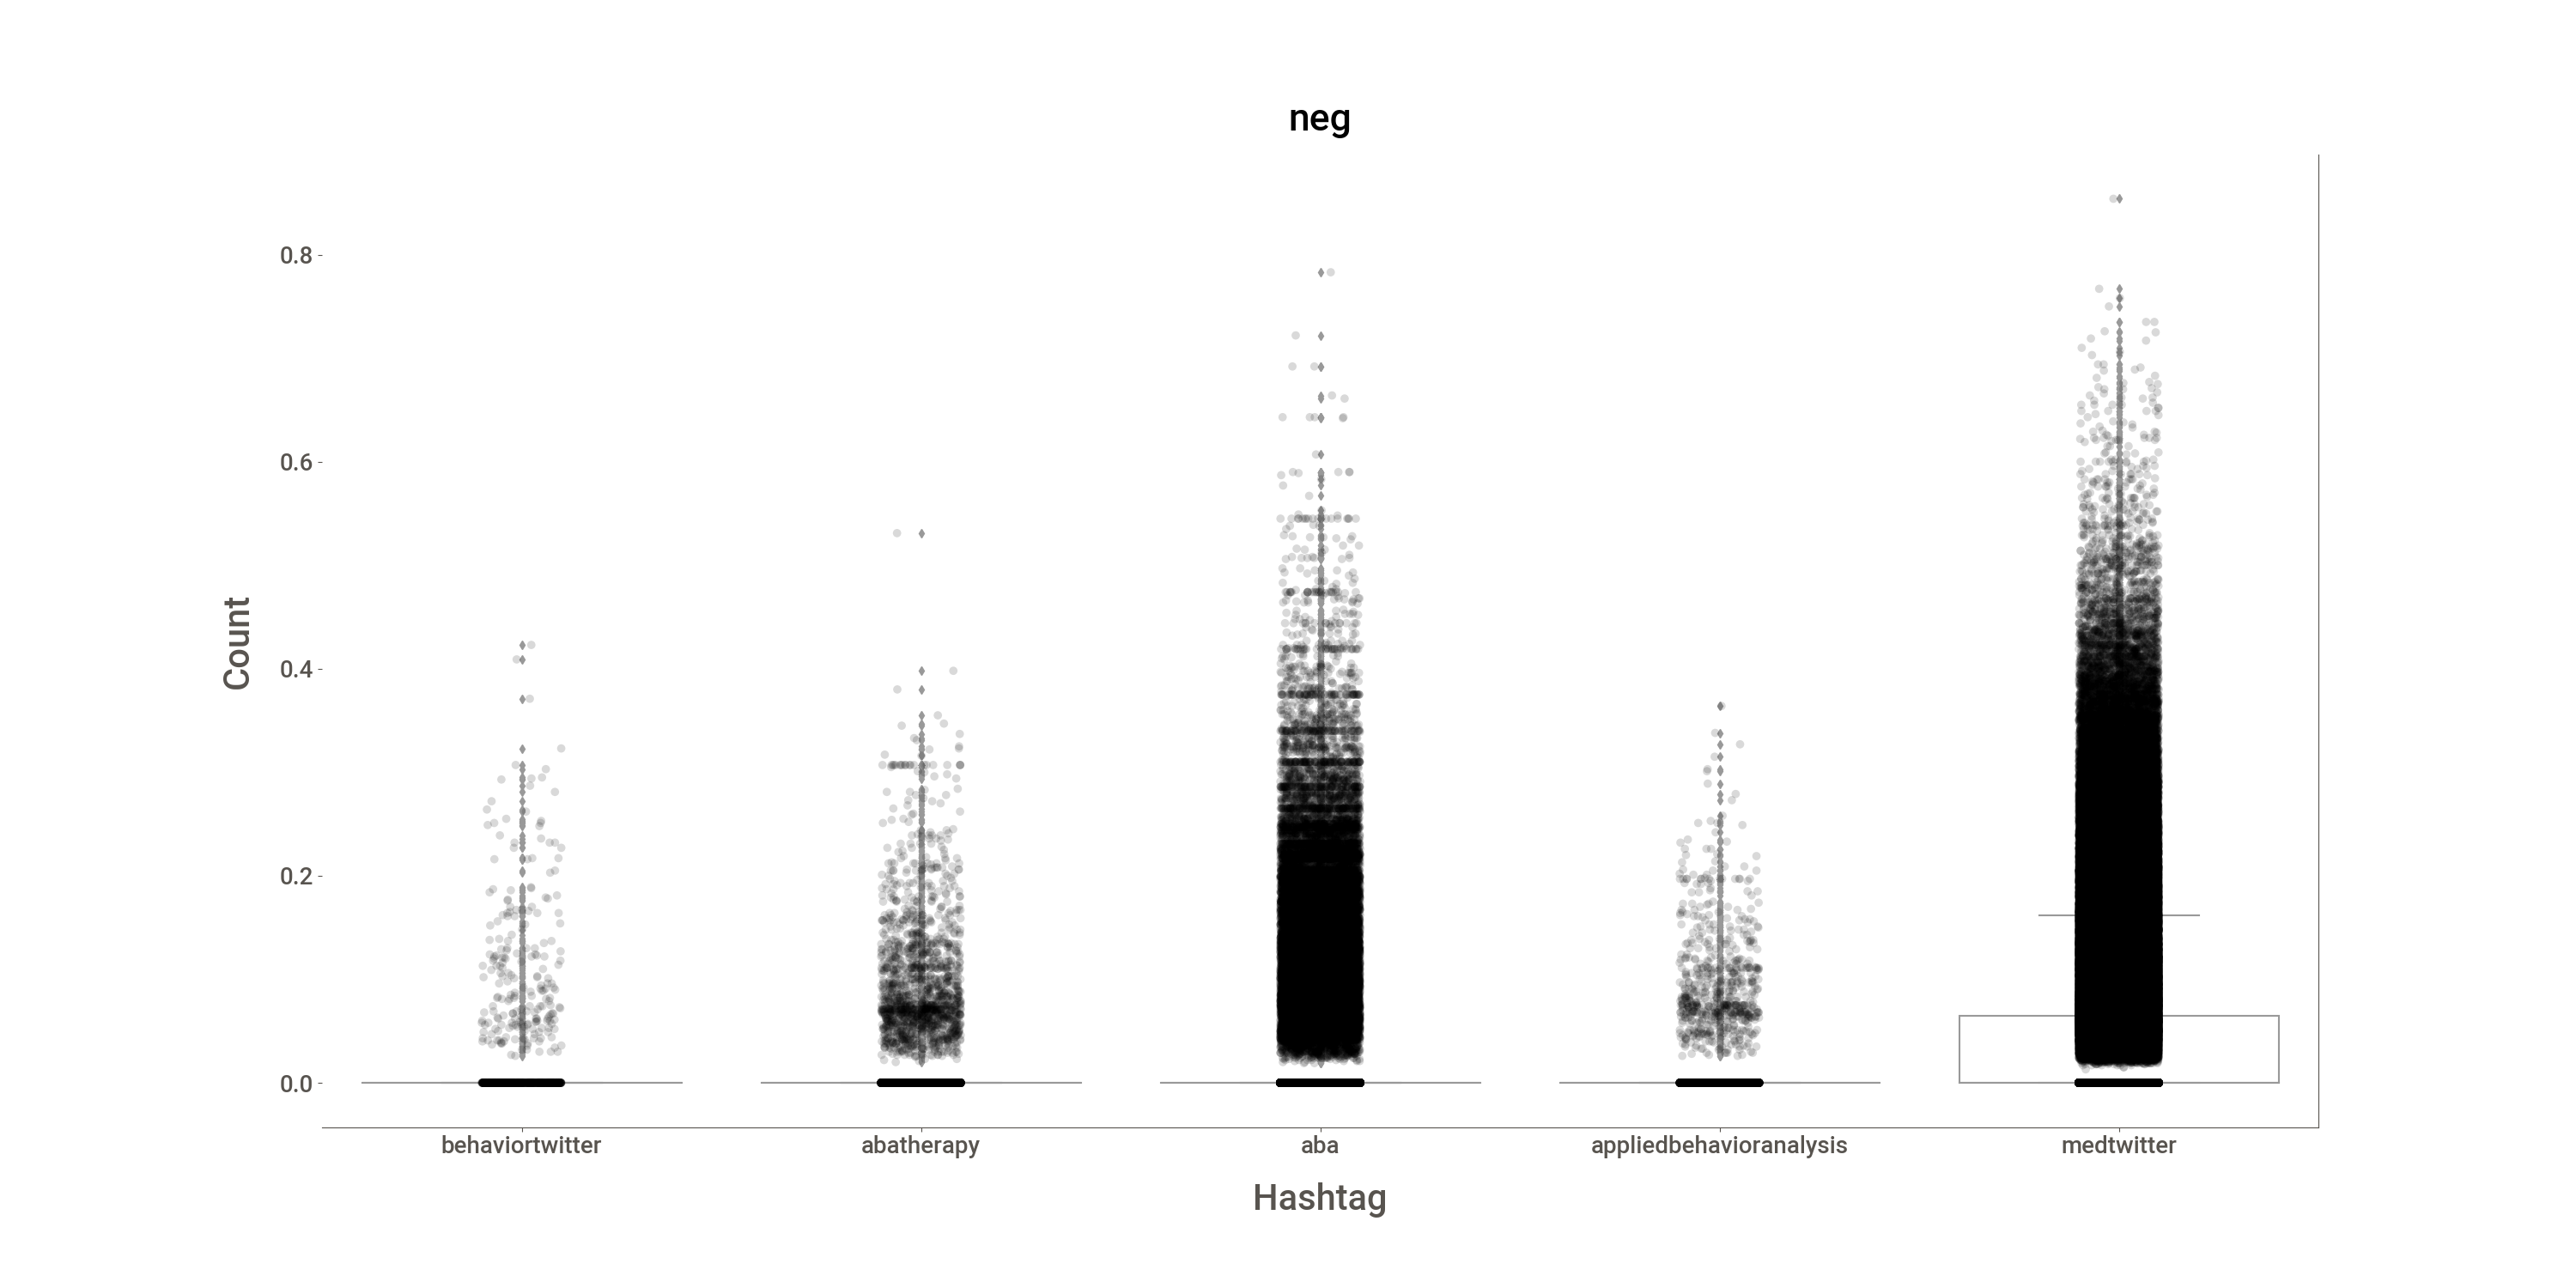 neg
0.8
0.6
0.4
0.2
0.0
Count
behaviortwitter abatherapy aba appliedbehavioranalysis medtwitter
Hashtag